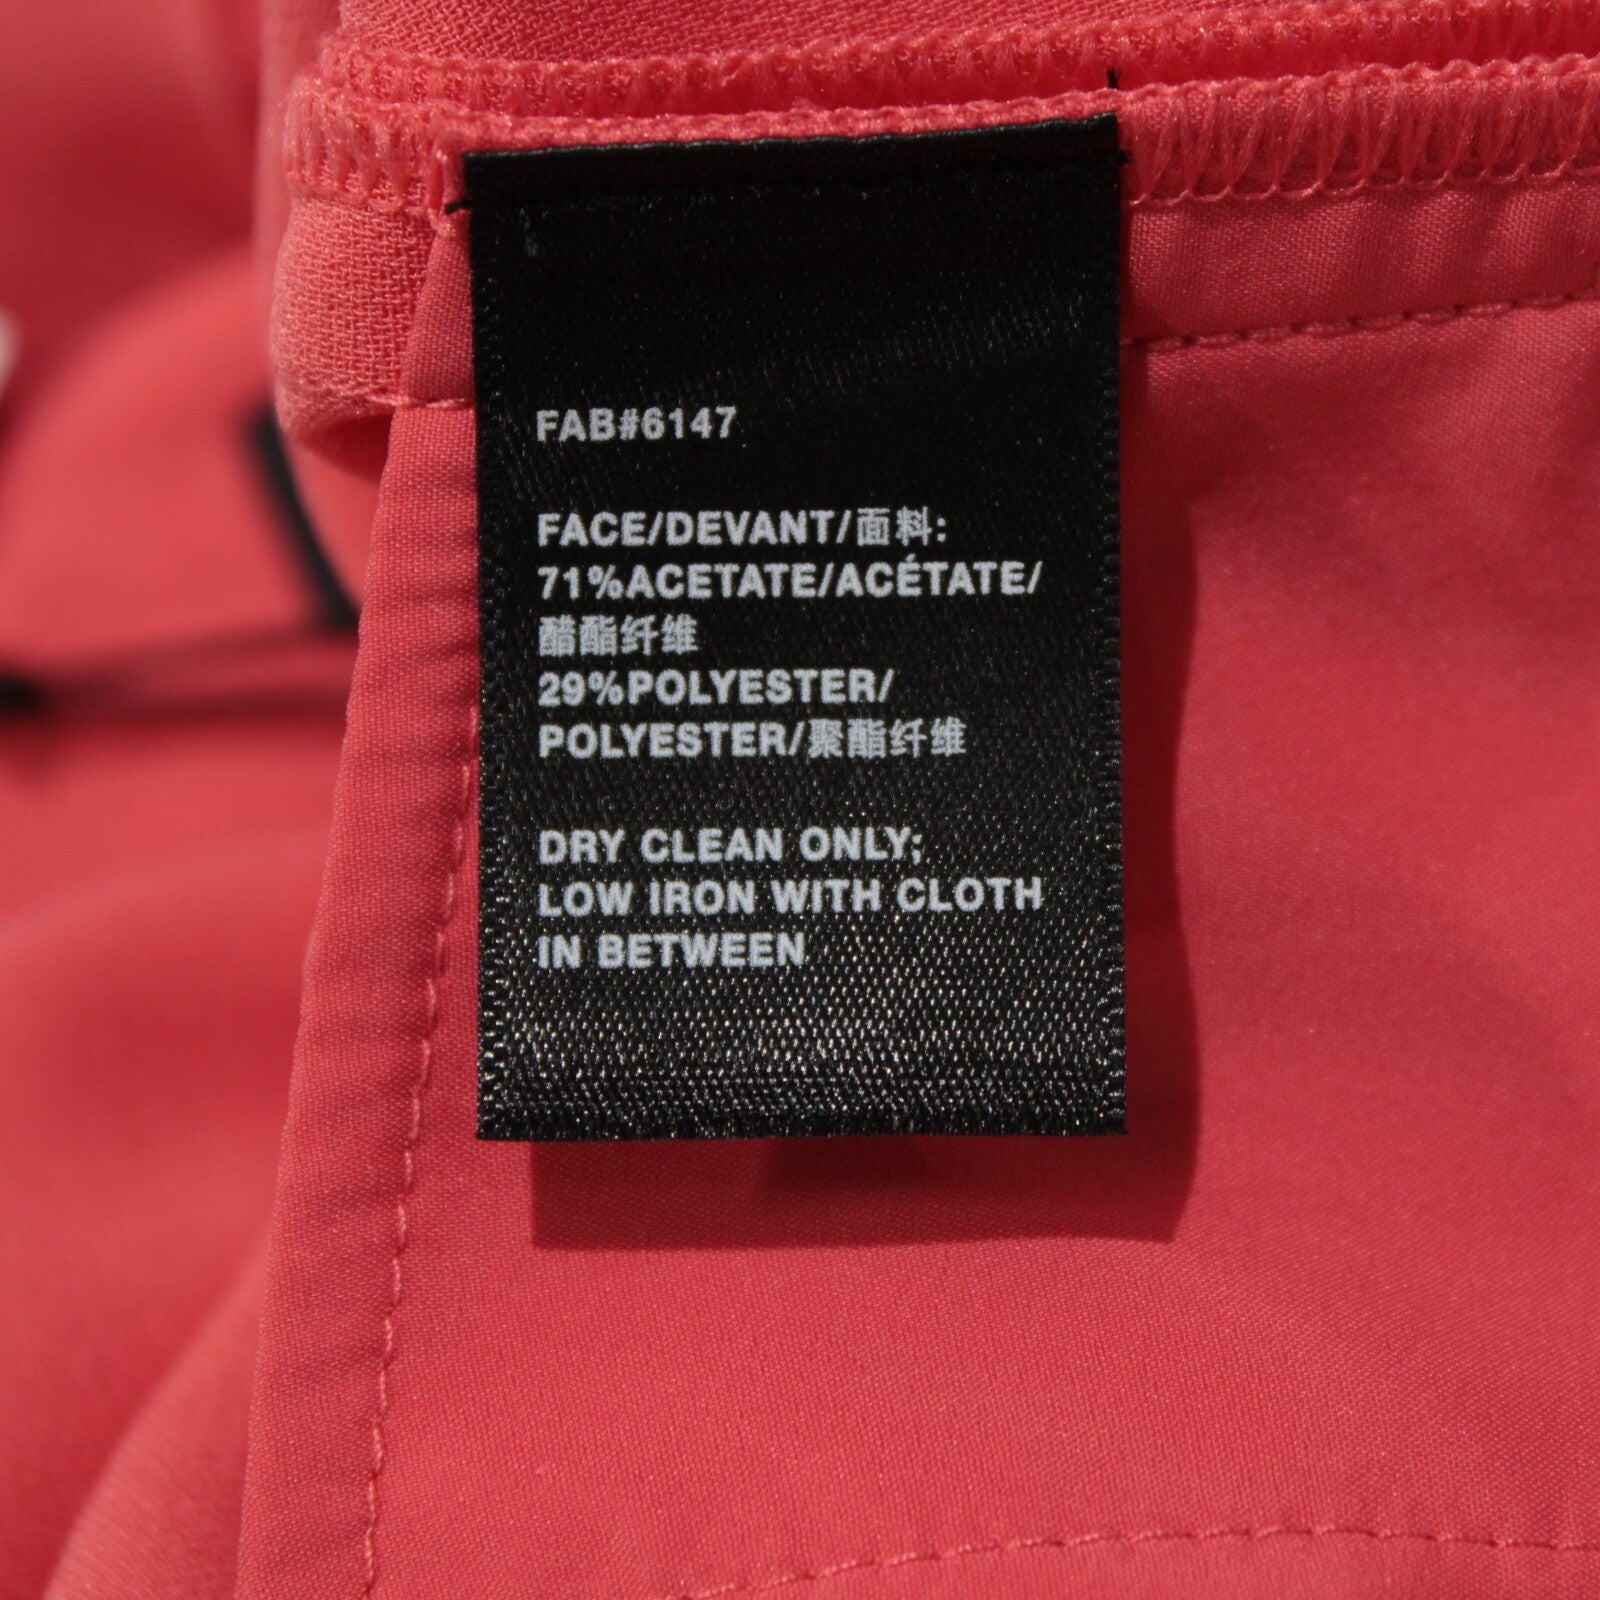 FAB#6147
FACE/DEVANT/面料:
71%ACETATE/ACÉTATE/
醋酯纤维
29%POLYESTER/
POLYESTER/聚酯纤维
DRY CLEAN ONLY;
LOW IRON WITH CLOTH
IN BETWEEN